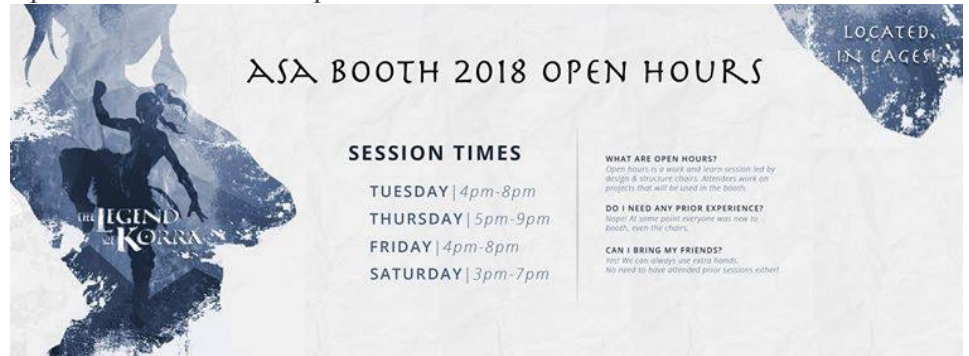 ASA BOOTH 2018 OPEN HOURS
LOCATED
IN CAGES!
THE LEGEND
OF KORRA
SESSION TIMES
TUESDAY|4pm-8pm
THURSDAY|5pm-9pm
FRIDAY|4pm-8pm
SATURDAY|3pm-7pm
WHAT ARE OPEN HOURS?
Open hours is a work and learn session led by
design & structure chairs. Attendees work on
projects that will be used in the booth.
DO I NEED ANY PRIOR EXPERIENCE?
Nope! At some point everyone was new to
booth, even the chairs.
CAN I BRING MY FRIENDS?
Yes! We can always use extra hands.
No need to have attended prior sessions either!